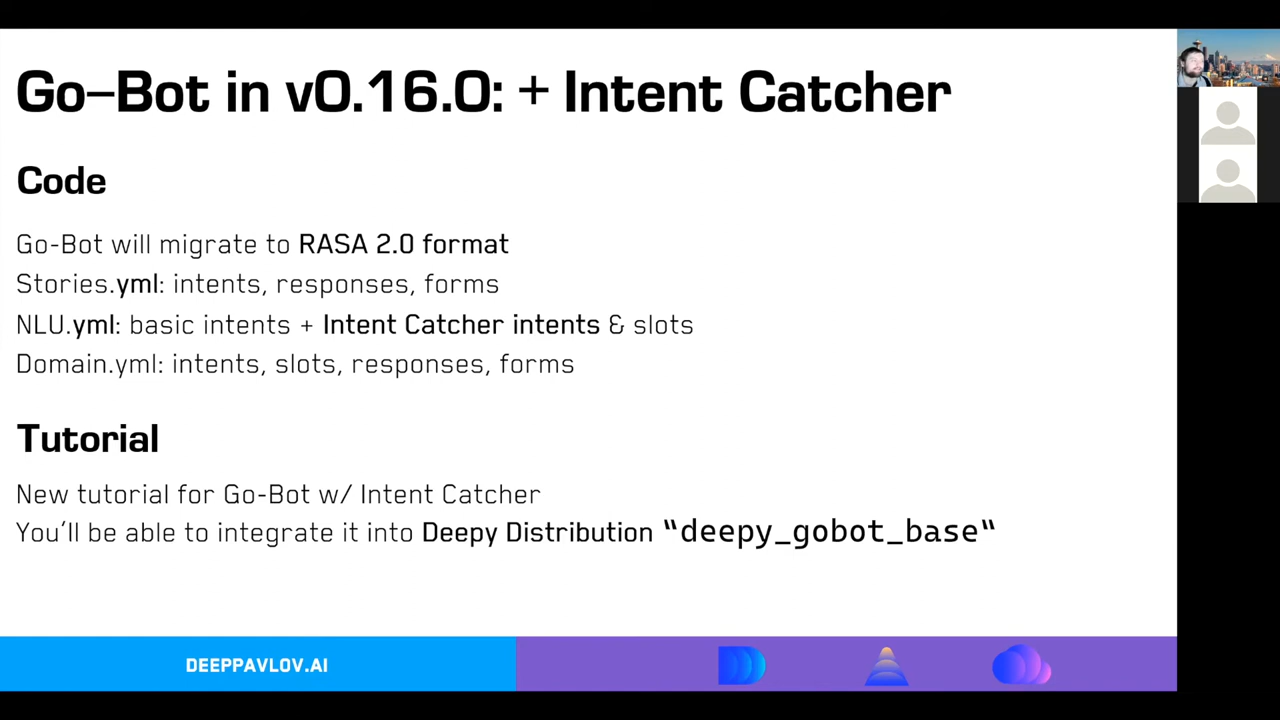 Go–Bot in v0.16.0: + Intent Catcher
Code
Go-Bot will migrate to RASA 2.0 format
Stories.yml: intents, responses, forms
NLU.yml: basic intents + Intent Catcher intents & slots
Domain.yml: intents, slots, responses, forms
Tutorial
New tutorial for Go-Bot w/ Intent Catcher
You‘ll be able to integrate it into Deepy Distribution “deepy_gobot_base“
DEEPPAVLOV.AI